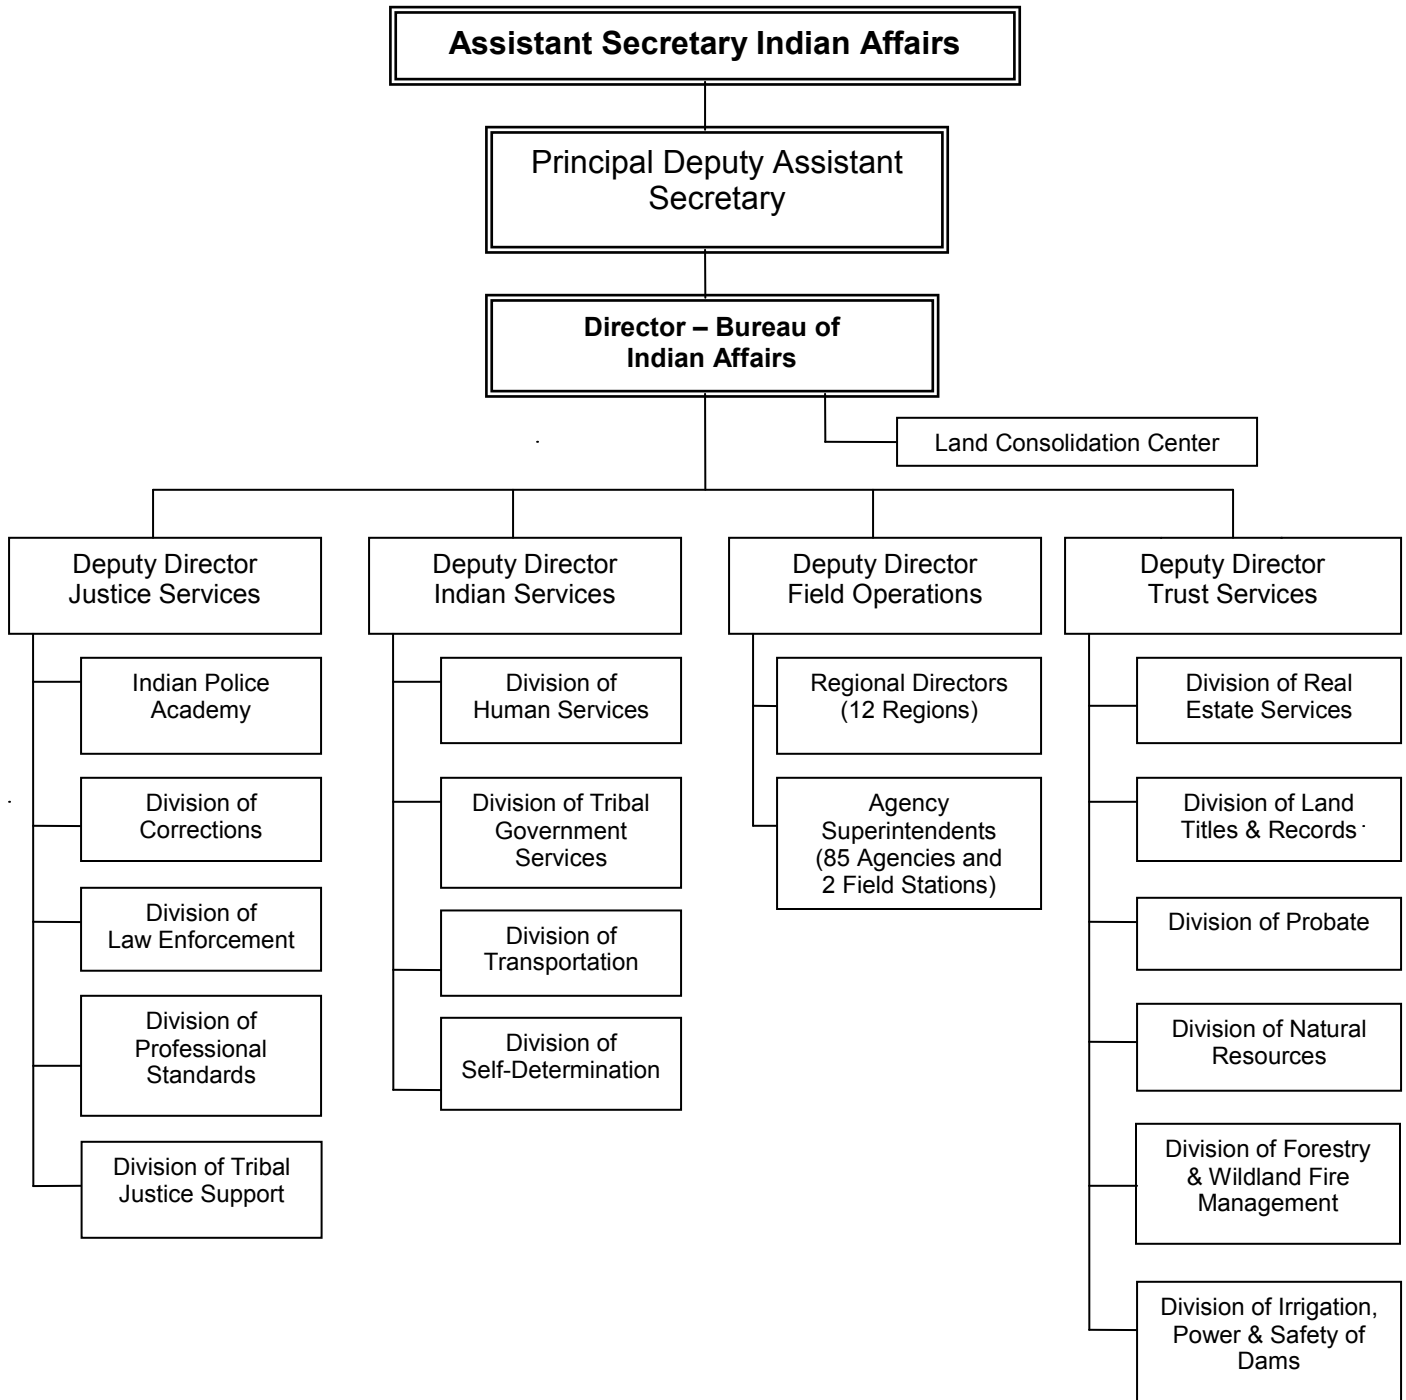 Assistant Secretary Indian Affairs
Principal Deputy Assistant
Secretary
Director – Bureau of
Indian Affairs
Land Consolidation Center
Deputy Director
Justice Services
Indian Police
Academy
Division of
Corrections
Division of
Law Enforcement
Division of
Professional
Standards
Division of Tribal
Justice Support
Deputy Director
Indian Services
Division of
Human Services
Division of Tribal
Government
Services
Division of
Transportation
Division of
Self-Determination
Deputy Director
Field Operations
Regional Directors
(12 Regions)
Agency
Superintendents
(85 Agencies and
2 Field Stations)
Deputy Director
Trust Services
Division of Real
Estate Services
Division of Land
Titles & Records
Division of Probate
Division of Natural
Resources
Division of Forestry
& Wildland Fire
Management
Division of Irrigation,
Power & Safety of
Dams